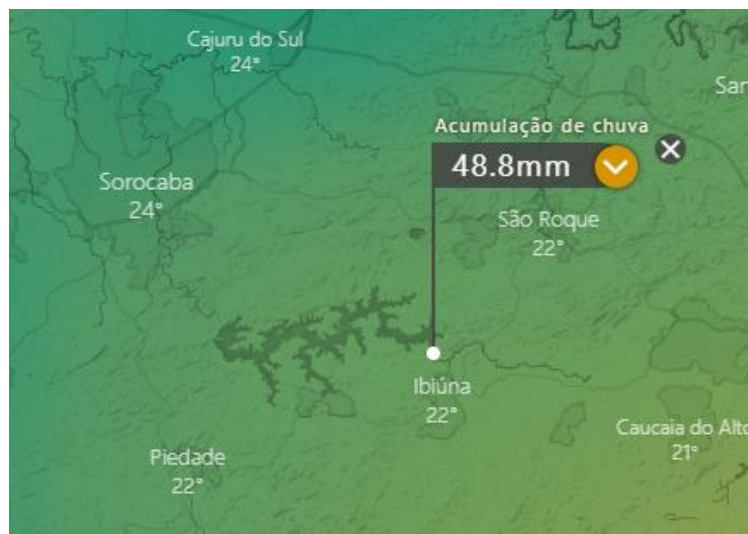 Cajuru do Sul
24°
Acumulação de chuva
48.8mm
Sorocaba
24°
São Roque
22°
Ibiúna
22°
Caucaia do Alto
21°
Piedade
22°